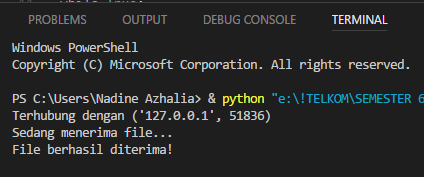 PROBLEMS OUTPUT DEBUG CONSOLE TERMINAL
Windows PowerShell
Copyright (C) Microsoft Corporation. All rights reserved.
PS C:\Users\Nadine Azhalia> & python "e:\!TELKOM\SEMESTER 6
Terhubung dengan ('127.0.0.1', 51836)
Sedang menerima file...
File berhasil diterima!